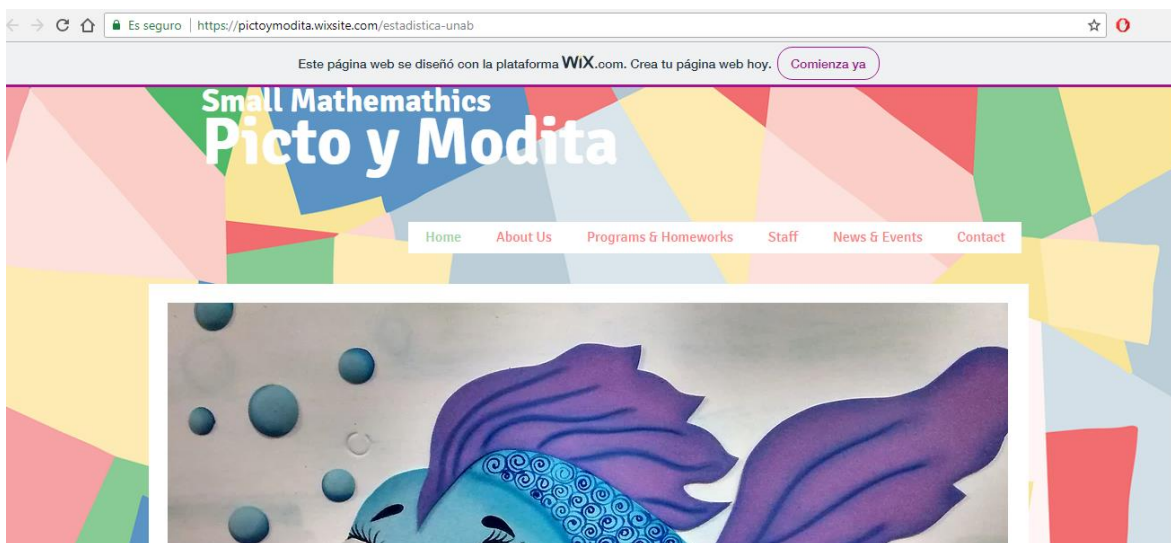 Es seguro | https://pictoymodita.wixsite.com/estadistica-unab
Este página web se diseñó con la plataforma WiX.com. Crea tu página web hoy. Comienza ya
Small Mathemathics
Picto y Modita
Home About Us Programs & Homeworks Staff News & Events Contact